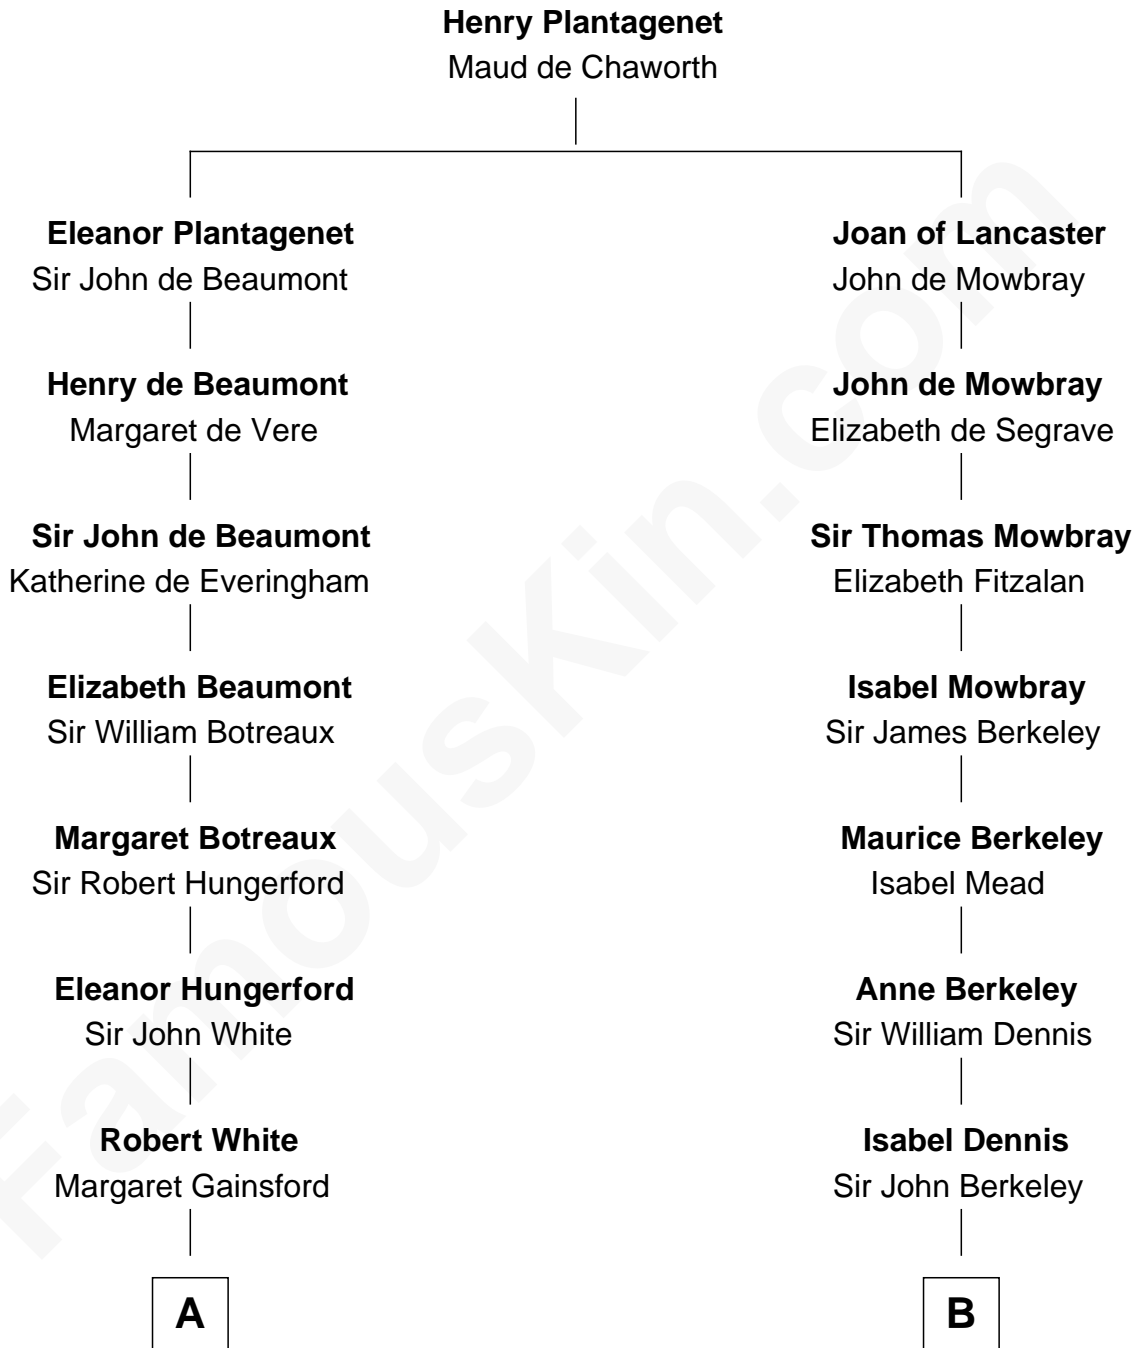 Henry Plantagenet
Maud de Chaworth
Eleanor Plantagenet
Sir John de Beaumont
Joan of Lancaster
John de Mowbray
Henry de Beaumont
Margaret de Vere
John de Mowbray
Elizabeth de Segrave
Sir John de Beaumont
Katherine de Everingham
Sir Thomas Mowbray
Elizabeth Fitzalan
Elizabeth Beaumont
Sir William Botreaux
Isabel Mowbray
Sir James Berkeley
Margaret Botreaux
Sir Robert Hungerford
Maurice Berkeley
Isabel Mead
Eleanor Hungerford
Sir John White
Anne Berkeley
Sir William Dennis
Robert White
Margaret Gainsford
Isabel Dennis
Sir John Berkeley
A
B
FamousKin.com